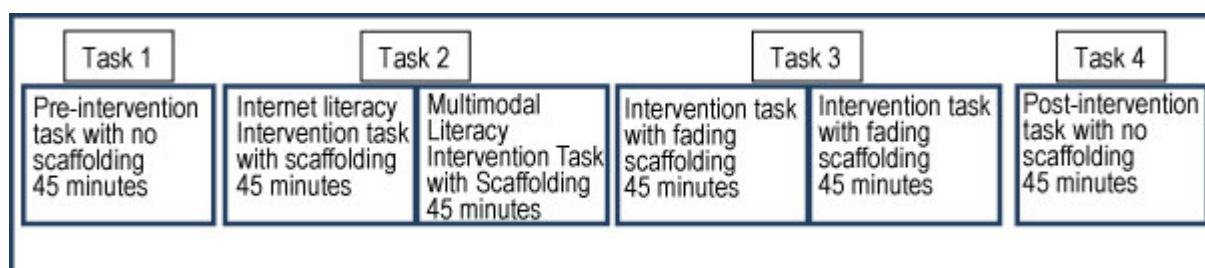 Task 1
Task 2
Task 3
Task 4
Pre-intervention
task with no
scaffolding
45 minutes
Internet literacy
Intervention task
with scaffolding
45 minutes
Multimodal
Literacy
Intervention Task
with Scaffolding
45 minutes
Intervention task
with fading
scaffolding
45 minutes
Intervention task
with fading
scaffolding
45 minutes
Post-intervention
task with no
scaffolding
45 minutes